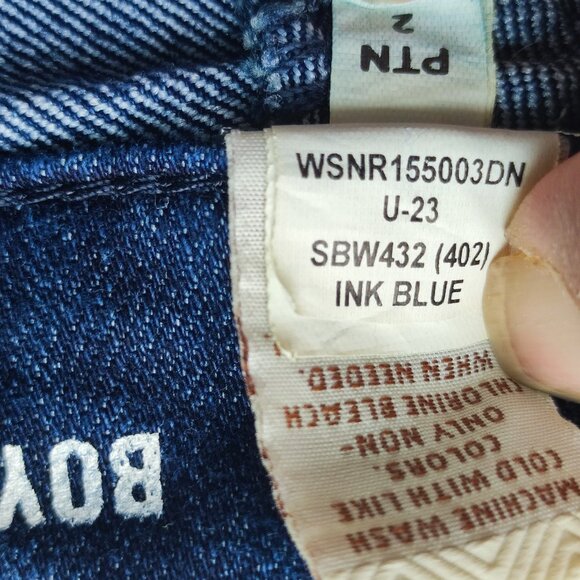 PTN
2
WSNR155003DN
U-23
SBW432 (402)
INK BLUE
MACHINE WASH
COLD WITH LIKE
COLORS.
ONLY NON-
CHLORINE BLEACH
WHEN NEEDED.
BOY